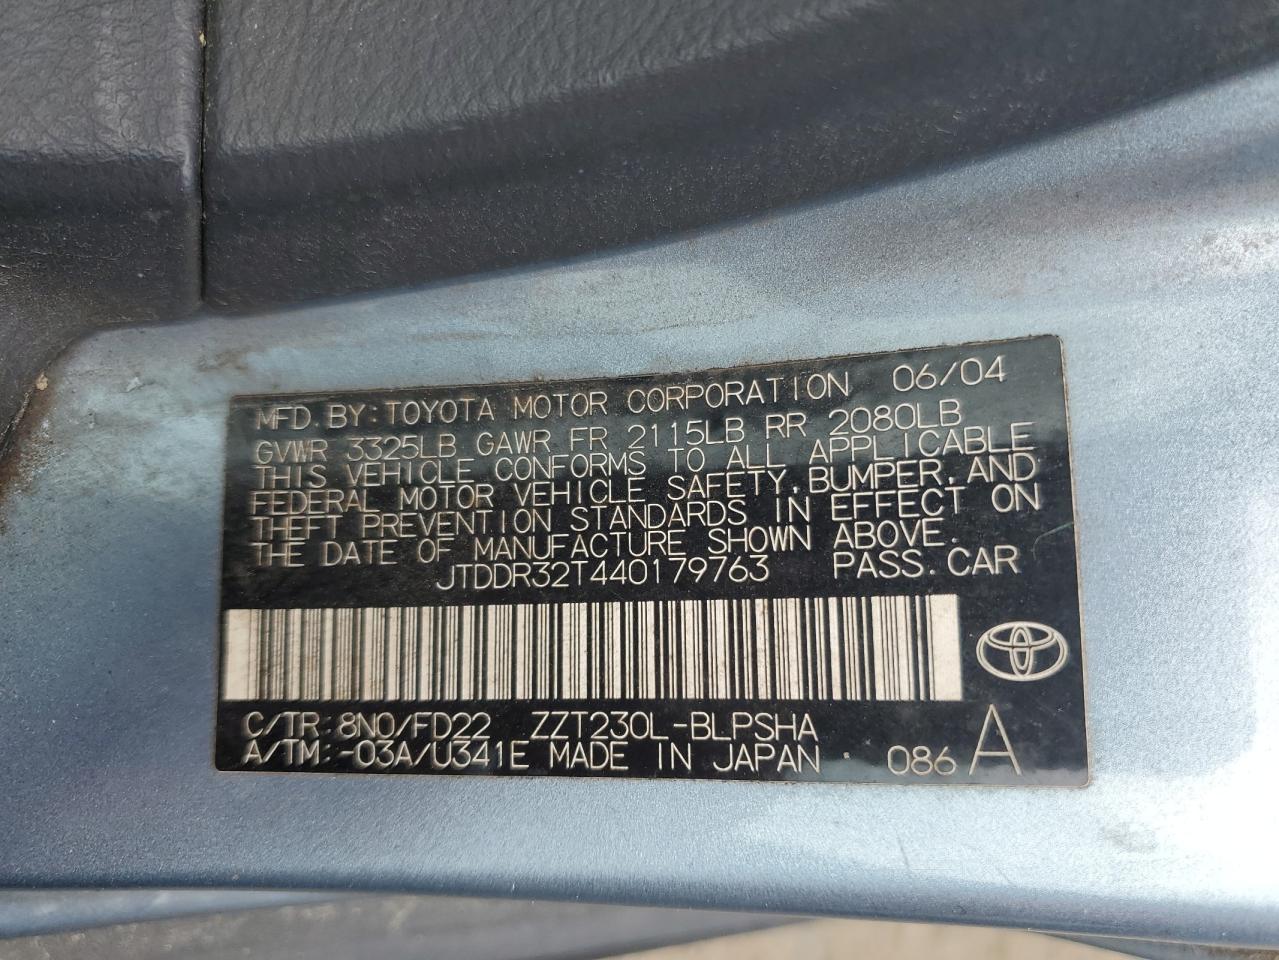 MFD. BY: TOYOTA MOTOR CORPORATION 06/04
GVWR 3325LB GAWR FR 2115LB RR 2080LB
THIS VEHICLE CONFORMS TO ALL APPLICABLE
FEDERAL MOTOR VEHICLE SAFETY, BUMPER, AND
THEFT PREVENTION STANDARDS IN EFFECT ON
THE DATE OF MANUFACTURE SHOWN ABOVE.
JTDDR32T440179763 PASS. CAR
C/TR: 8N0/FD22 ZZT230L-BLPSHA
A/TM: -03A/U341E MADE IN JAPAN 086 A